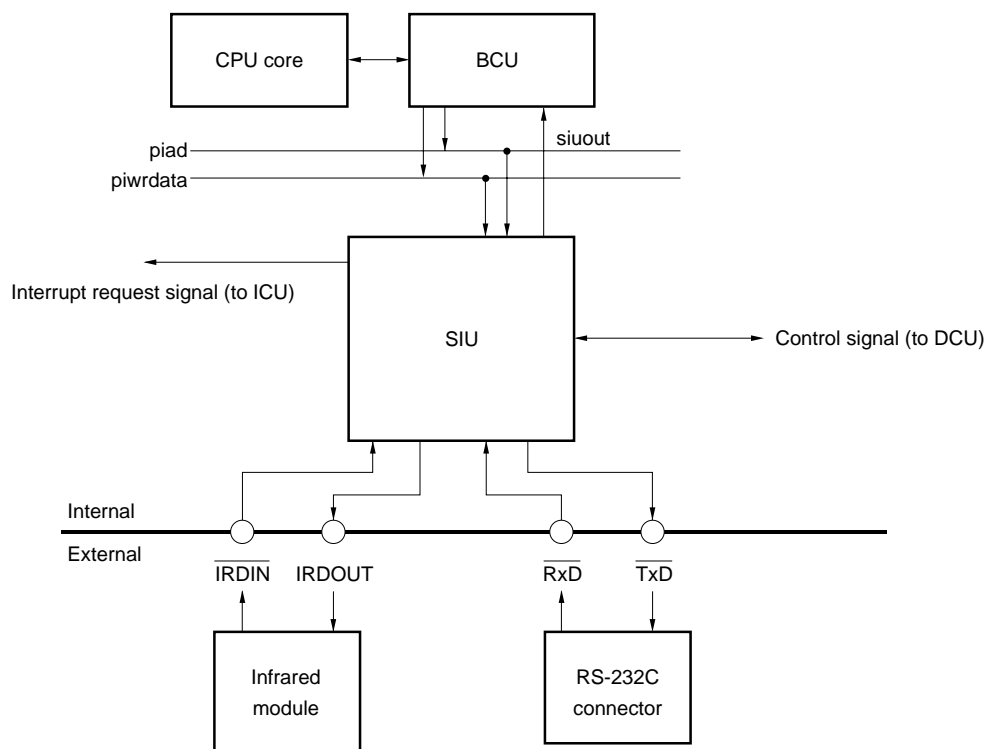 CPU core
BCU
siuout
piad
piwrdata
Interrupt request signal (to ICU)
SIU
Control signal (to DCU)
Internal
External
IRDIN
IRDOUT
RxD
TxD
Infrared
module
RS-232C
connector